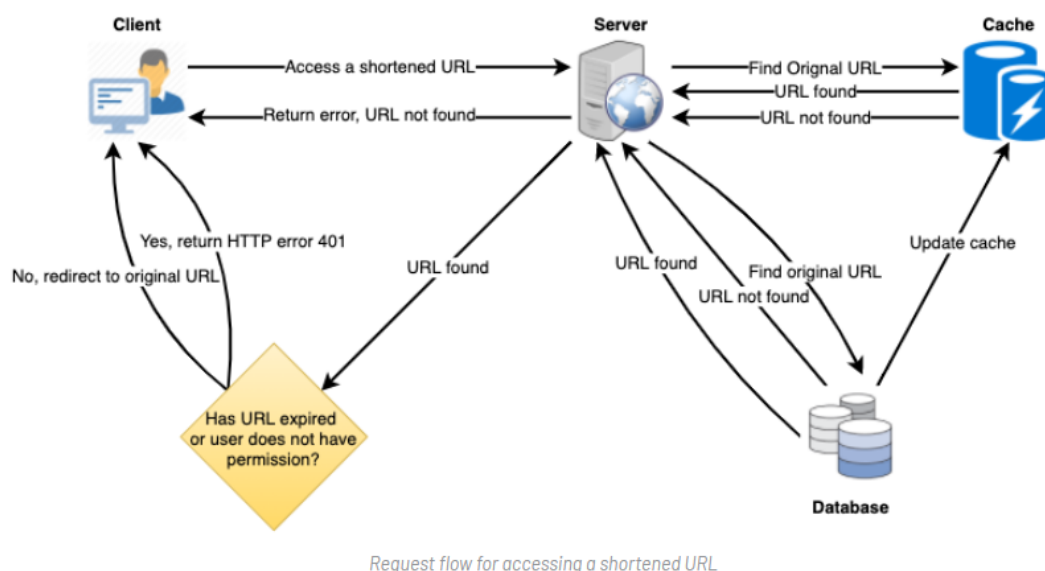 Client
Server
Cache
Access a shortened URL
Find Orignal URL
URL found
Return error, URL not found
URL not found
Yes, return HTTP error 401
No, redirect to original URL
URL found
URL found
Find original URL
URL not found
Update cache
Has URL expired
or user does not have
permission?
Database
Request flow for accessing a shortened URL